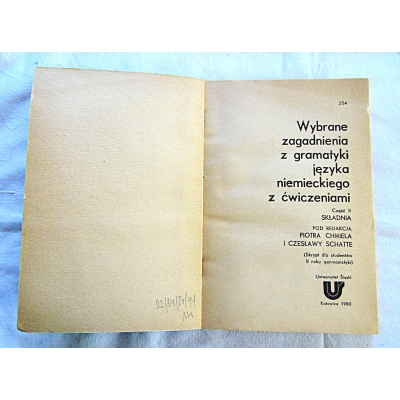 354
Wybrane
zagadnienia
z gramatyki
języka
niemieckiego
z ćwiczeniami
Część II
SKŁADNIA
POD REDAKCJĄ
PIOTRA CHMIELA
I CZESŁAWY SCHATTE
(Skrypt dla studentów
II roku germanistyki)
Uniwersytet Śląski
Katowice 1980